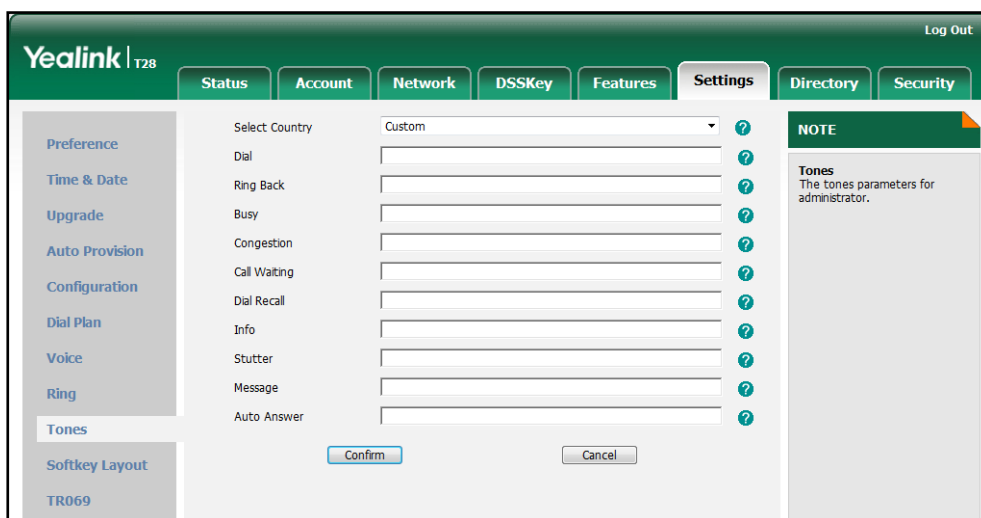 Log Out
Yealink T28
Status Account Network DSSKey Features Settings Directory Security
Preference
Time & Date
Upgrade
Auto Provision
Configuration
Dial Plan
Voice
Ring
Tones
Softkey Layout
TR069
Select Country Custom ?
Dial ?
Ring Back ?
Busy ?
Congestion ?
Call Waiting ?
Dial Recall ?
Info ?
Stutter ?
Message ?
Auto Answer ?
Confirm Cancel
NOTE
Tones
The tones parameters for
administrator.